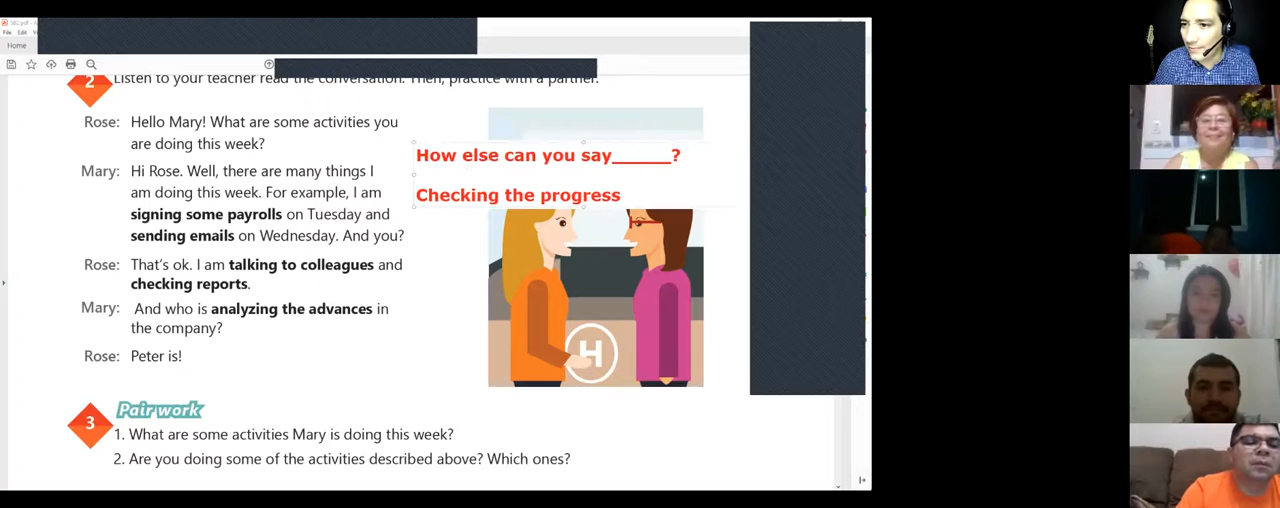 Home
2 Listen to your teacher read the conversation. Then, practice with a partner.
Rose: Hello Mary! What are some activities you
are doing this week?
Mary: Hi Rose. Well, there are many things I
am doing this week. For example, I am
signing some payrolls on Tuesday and
sending emails on Wednesday. And you?
Rose: That's ok. I am talking to colleagues and
checking reports.
Mary: And who is analyzing the advances in
the company?
Rose: Peter is!
How else can you say______?
Checking the progress
H
3 Pair work
1. What are some activities Mary is doing this week?
2. Are you doing some of the activities described above? Which ones?